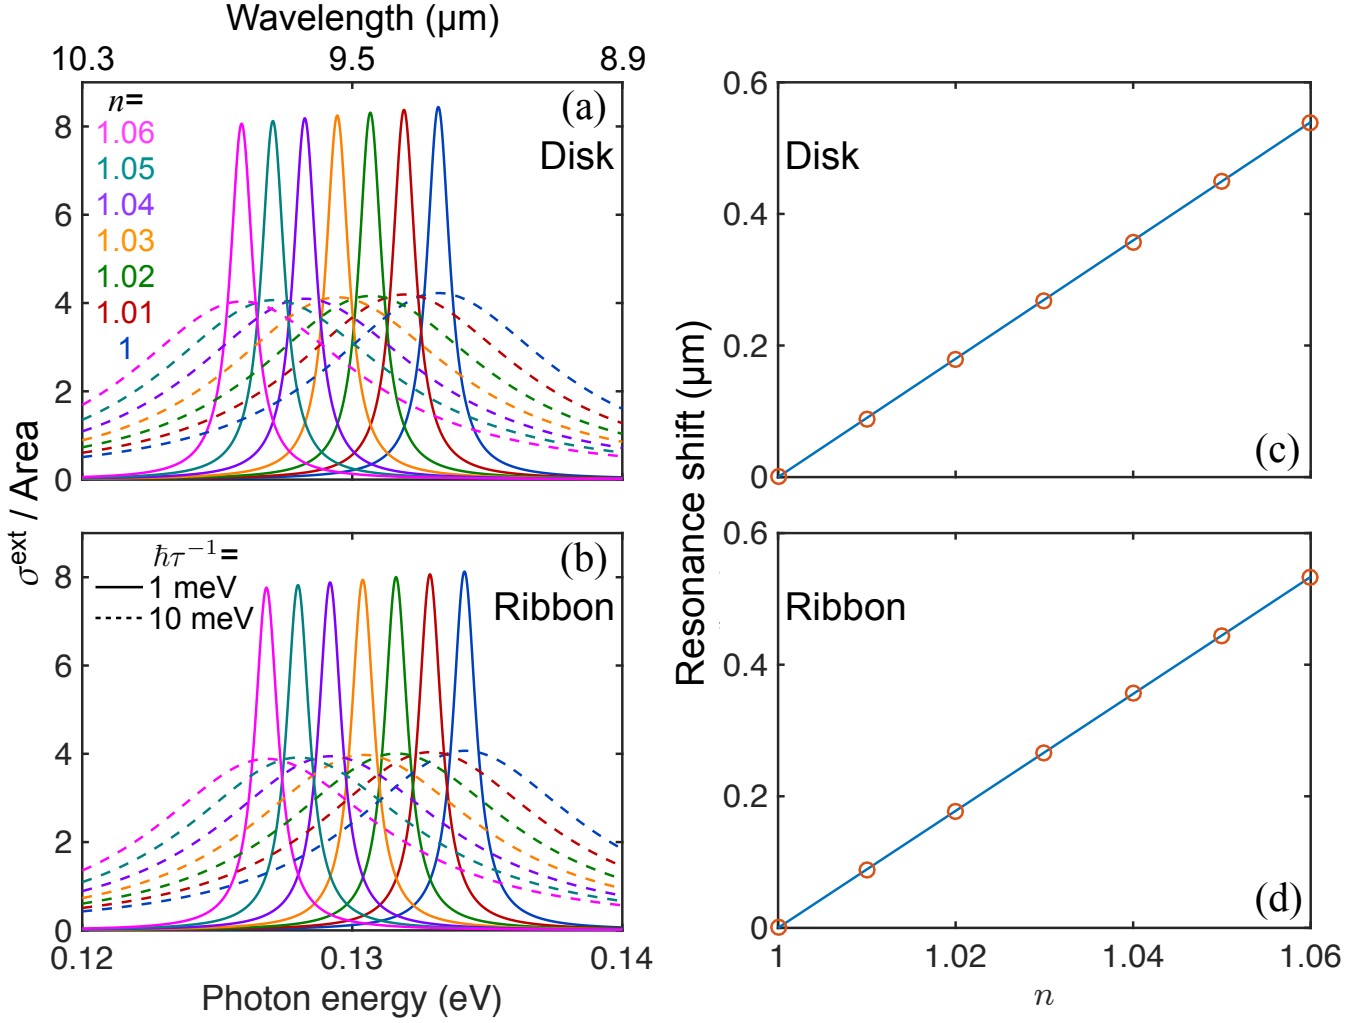 Wavelength (μm)
10.3 9.5 8.9
n=
1.06
1.05
1.04
1.03
1.02
1.01
1
(a)
Disk
8
6
4
2
0
σ^ext / Area
ħτ⁻¹=
1 meV
10 meV
(b)
Ribbon
8
6
4
2
0
0.12 0.13 0.14
Photon energy (eV)
0.6
0.4
0.2
0
Disk
(c)
Resonance shift (μm)
0.6
0.4
0.2
0
Ribbon
(d)
1 1.02 1.04 1.06
n